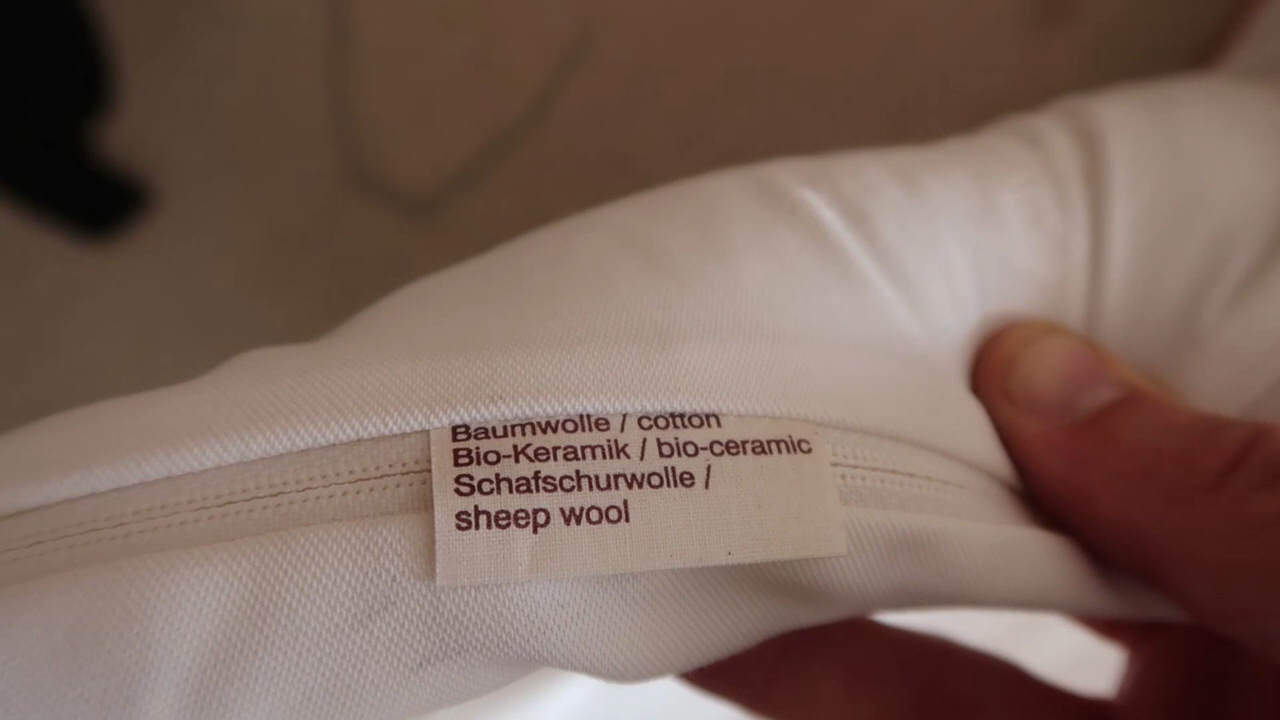 Baumwolle / cotton
Bio-Keramik / bio-ceramic
Schafschurwolle /
sheep wool